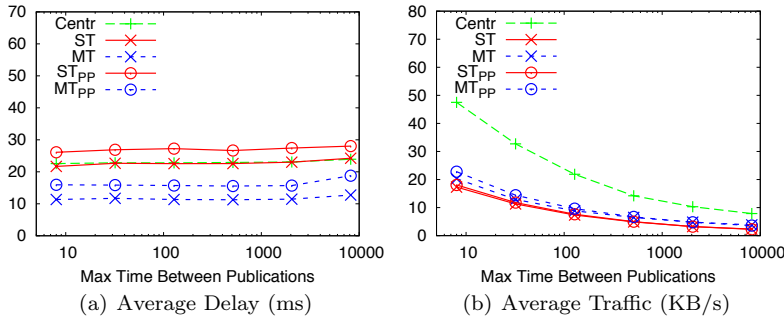 70
60
50
40
30
20
10
0
Centr
ST
MT
ST_PP
MT_PP
10
100
1000
10000
Max Time Between Publications
(a) Average Delay (ms)
80
70
60
50
40
30
20
10
0
Centr
ST
MT
ST_PP
MT_PP
10
100
1000
10000
Max Time Between Publications
(b) Average Traffic (KB/s)